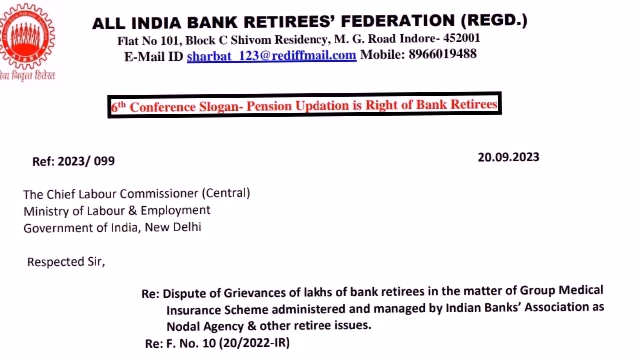 ALL INDIA BANK RETIREES' FEDERATION (REGD.)
Flat No 101, Block C Shivom Residency, M. G. Road Indore- 452001
E-Mail ID sharbat_123@rediffmail.com Mobile: 8966019488
6th Conference Slogan- Pension Updation is Right of Bank Retirees
Ref: 2023/ 099
20.09.2023
The Chief Labour Commissioner (Central)
Ministry of Labour & Employment
Government of India, New Delhi
Respected Sir,
Re: Dispute of Grievances of lakhs of bank retirees in the matter of Group Medical
Insurance Scheme administered and managed by Indian Banks' Association as
Nodal Agency & other retiree issues.
Re: F. No. 10 (20/2022-IR)